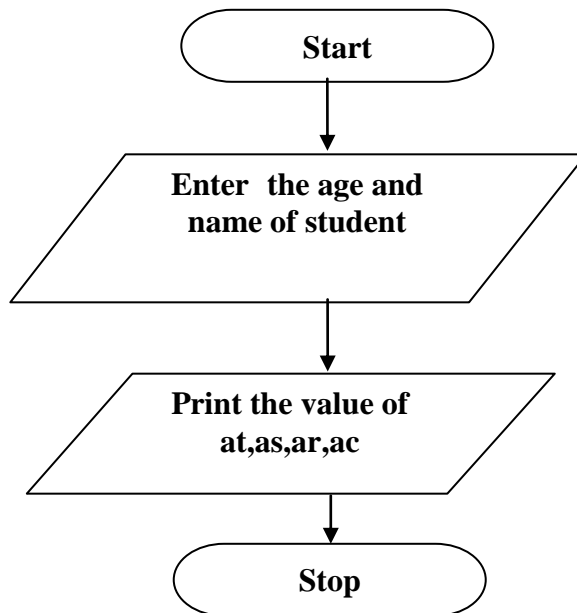 Start
Enter the age and
name of student
Print the value of
at,as,ar,ac
Stop